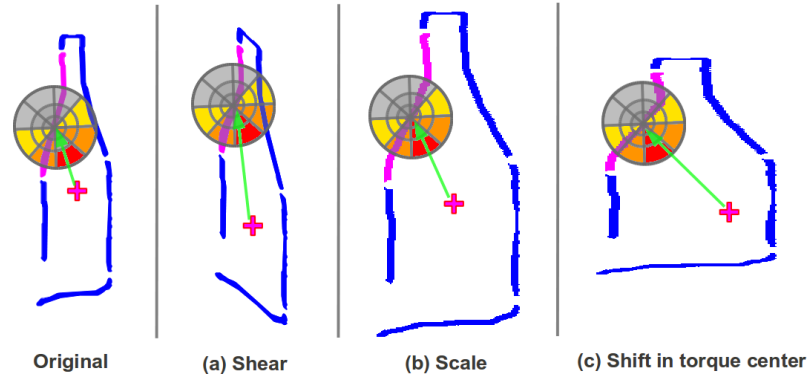 Original
(a) Shear
(b) Scale
(c) Shift in torque center